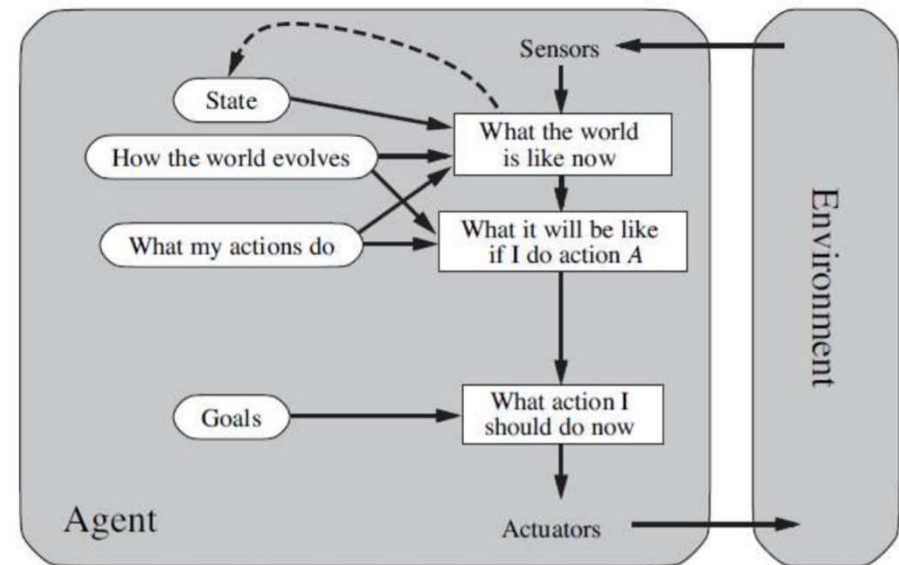 Sensors
State
What the world
is like now
How the world evolves
What my actions do
What it will be like
if I do action A
Goals
What action I
should do now
Agent
Actuators
Environment